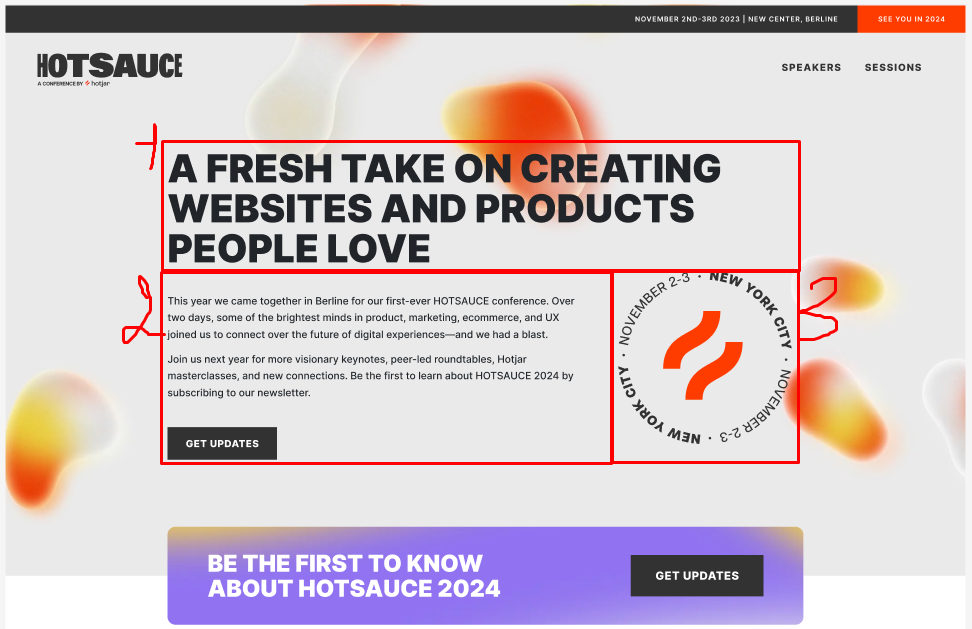 NOVEMBER 2ND-3RD 2023 | NEW CENTER, BERLINE
SEE YOU IN 2024
HOTSAUCE
A CONFERENCE BY hotjar
SPEAKERS SESSIONS
1
A FRESH TAKE ON CREATING
WEBSITES AND PRODUCTS
PEOPLE LOVE
2
This year we came together in Berline for our first-ever HOTSAUCE conference. Over
two days, some of the brightest minds in product, marketing, ecommerce, and UX
joined us to connect over the future of digital experiences—and we had a blast.
Join us next year for more visionary keynotes, peer-led roundtables, Hotjar
masterclasses, and new connections. Be the first to learn about HOTSAUCE 2024 by
subscribing to our newsletter.
GET UPDATES
3
NOVEMBER 2-3 · NEW YORK CITY · NOVEMBER 2-3 · NEW YORK CITY ·
BE THE FIRST TO KNOW
ABOUT HOTSAUCE 2024
GET UPDATES